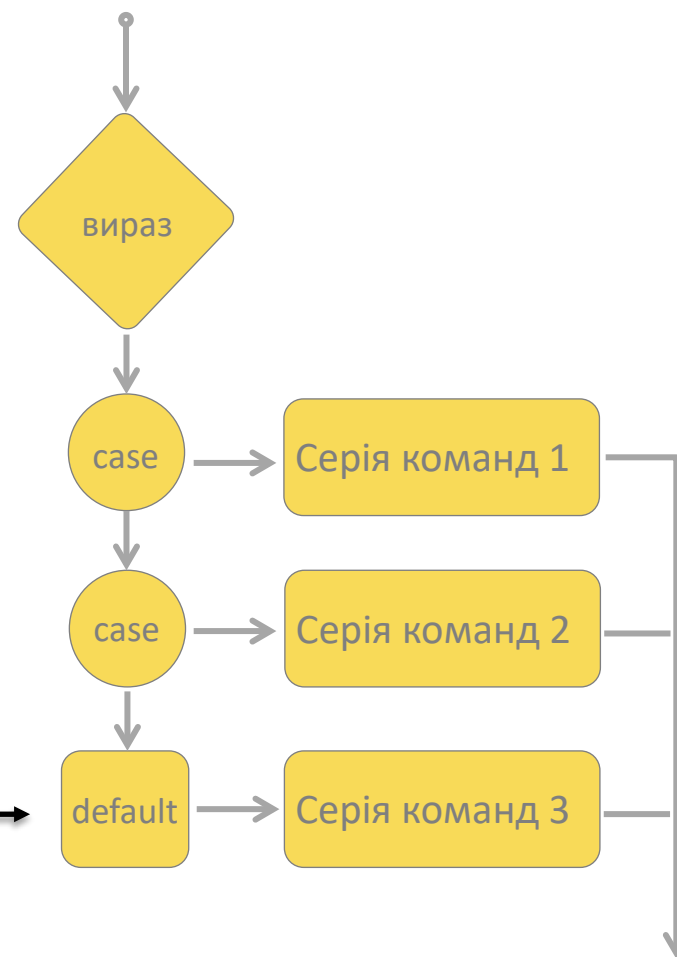 вираз
case
Серія команд 1
case
Серія команд 2
default
Серія команд 3